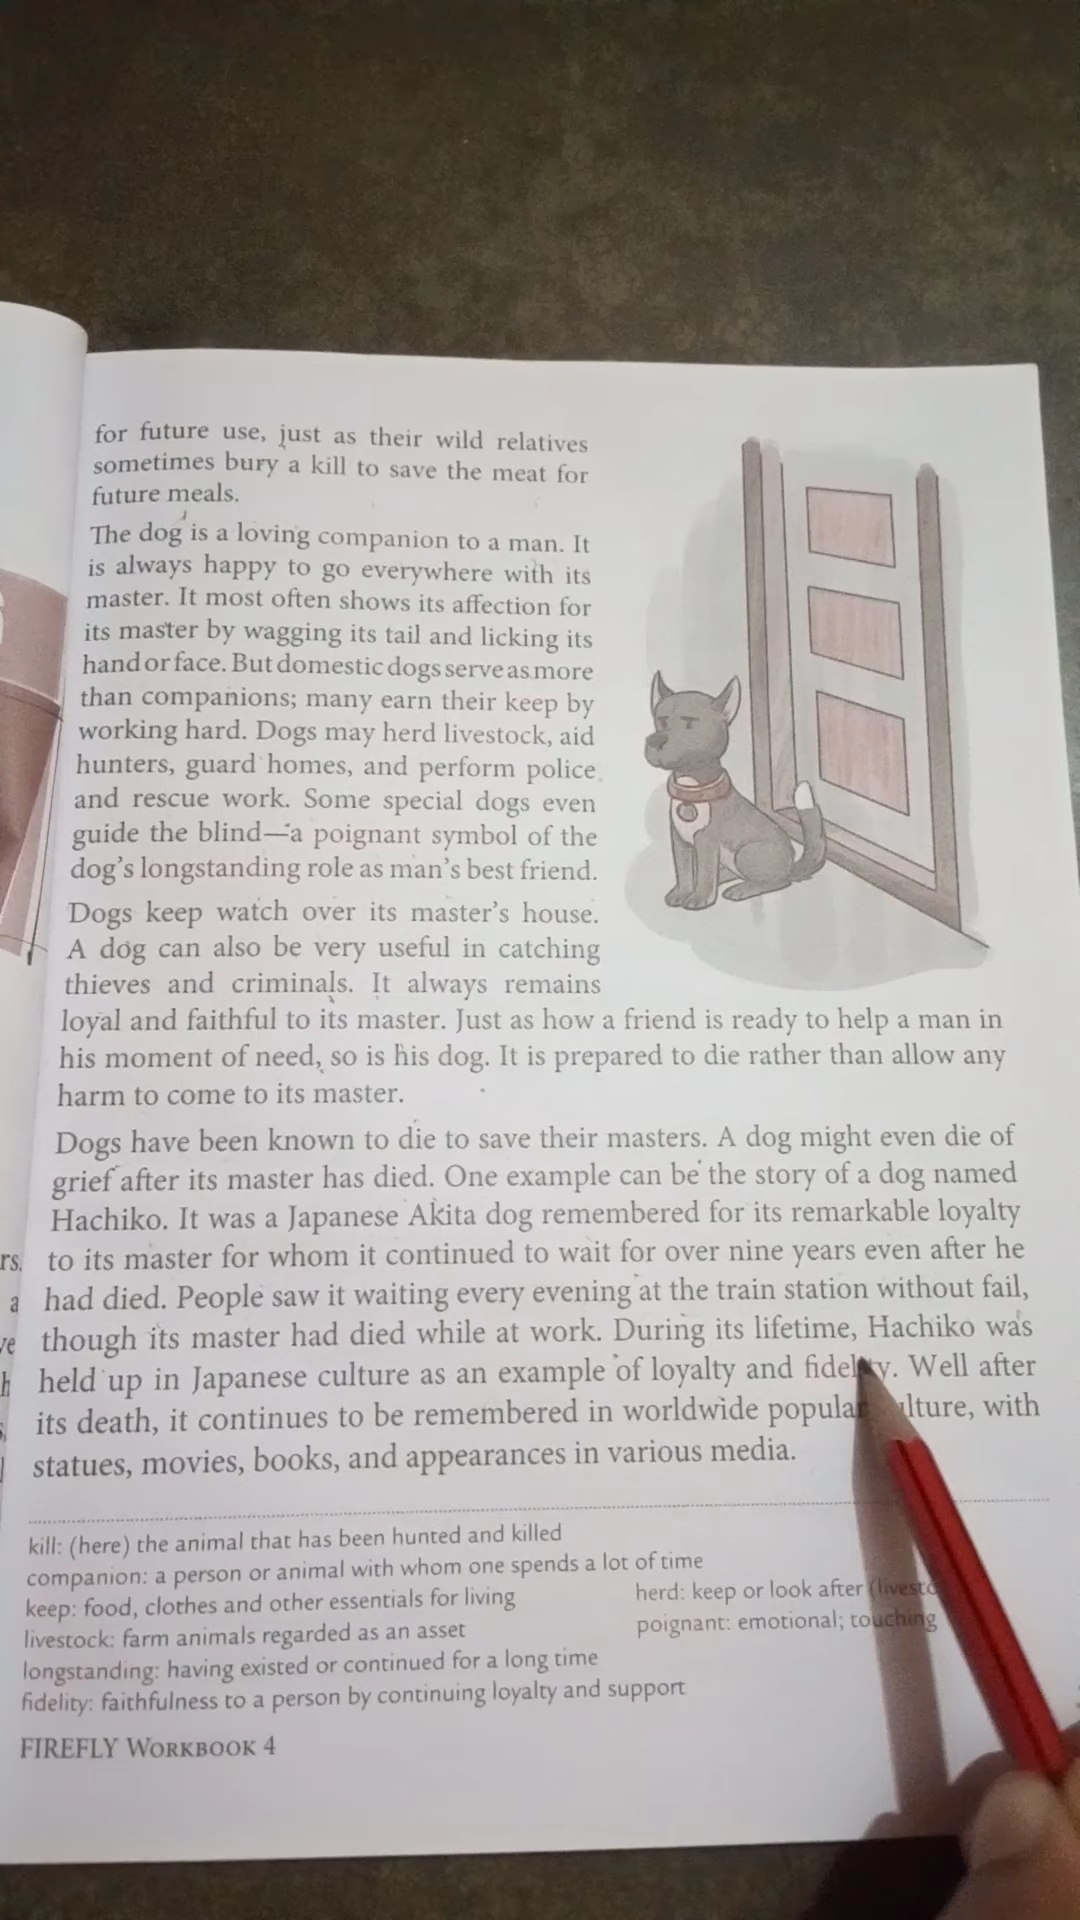 for future use, just as their wild relatives
sometimes bury a kill to save the meat for
future meals.
The dog is a loving companion to a man. It
is always happy to go everywhere with its
master. It most often shows its affection for
its master by wagging its tail and licking its
hand or face. But domestic dogs serve as more
than companions; many earn their keep by
working hard. Dogs may herd livestock, aid
hunters, guard homes, and perform police
and rescue work. Some special dogs even
guide the blind—a poignant symbol of the
dog's longstanding role as man's best friend.
Dogs keep watch over its master's house.
A dog can also be very useful in catching
thieves and criminals. It always remains
loyal and faithful to its master. Just as how a friend is ready to help a man in
his moment of need, so is his dog. It is prepared to die rather than allow any
harm to come to its master.
Dogs have been known to die to save their masters. A dog might even die of
grief after its master has died. One example can be the story of a dog named
Hachiko. It was a Japanese Akita dog remembered for its remarkable loyalty
to its master for whom it continued to wait for over nine years even after he
had died. People saw it waiting every evening at the train station without fail,
though its master had died while at work. During its lifetime, Hachiko was
held up in Japanese culture as an example of loyalty and fidelity. Well after
its death, it continues to be remembered in worldwide popular culture, with
statues, movies, books, and appearances in various media.
kill: (here) the animal that has been hunted and killed
companion: a person or animal with whom one spends a lot of time
keep: food, clothes and other essentials for living
herd: keep or look after
livestock: farm animals regarded as an asset
poignant: emotional; touching
longstanding: having existed or continued for a long time
fidelity: faithfulness to a person by continuing loyalty and support
FIREFLY WORKBOOK 4